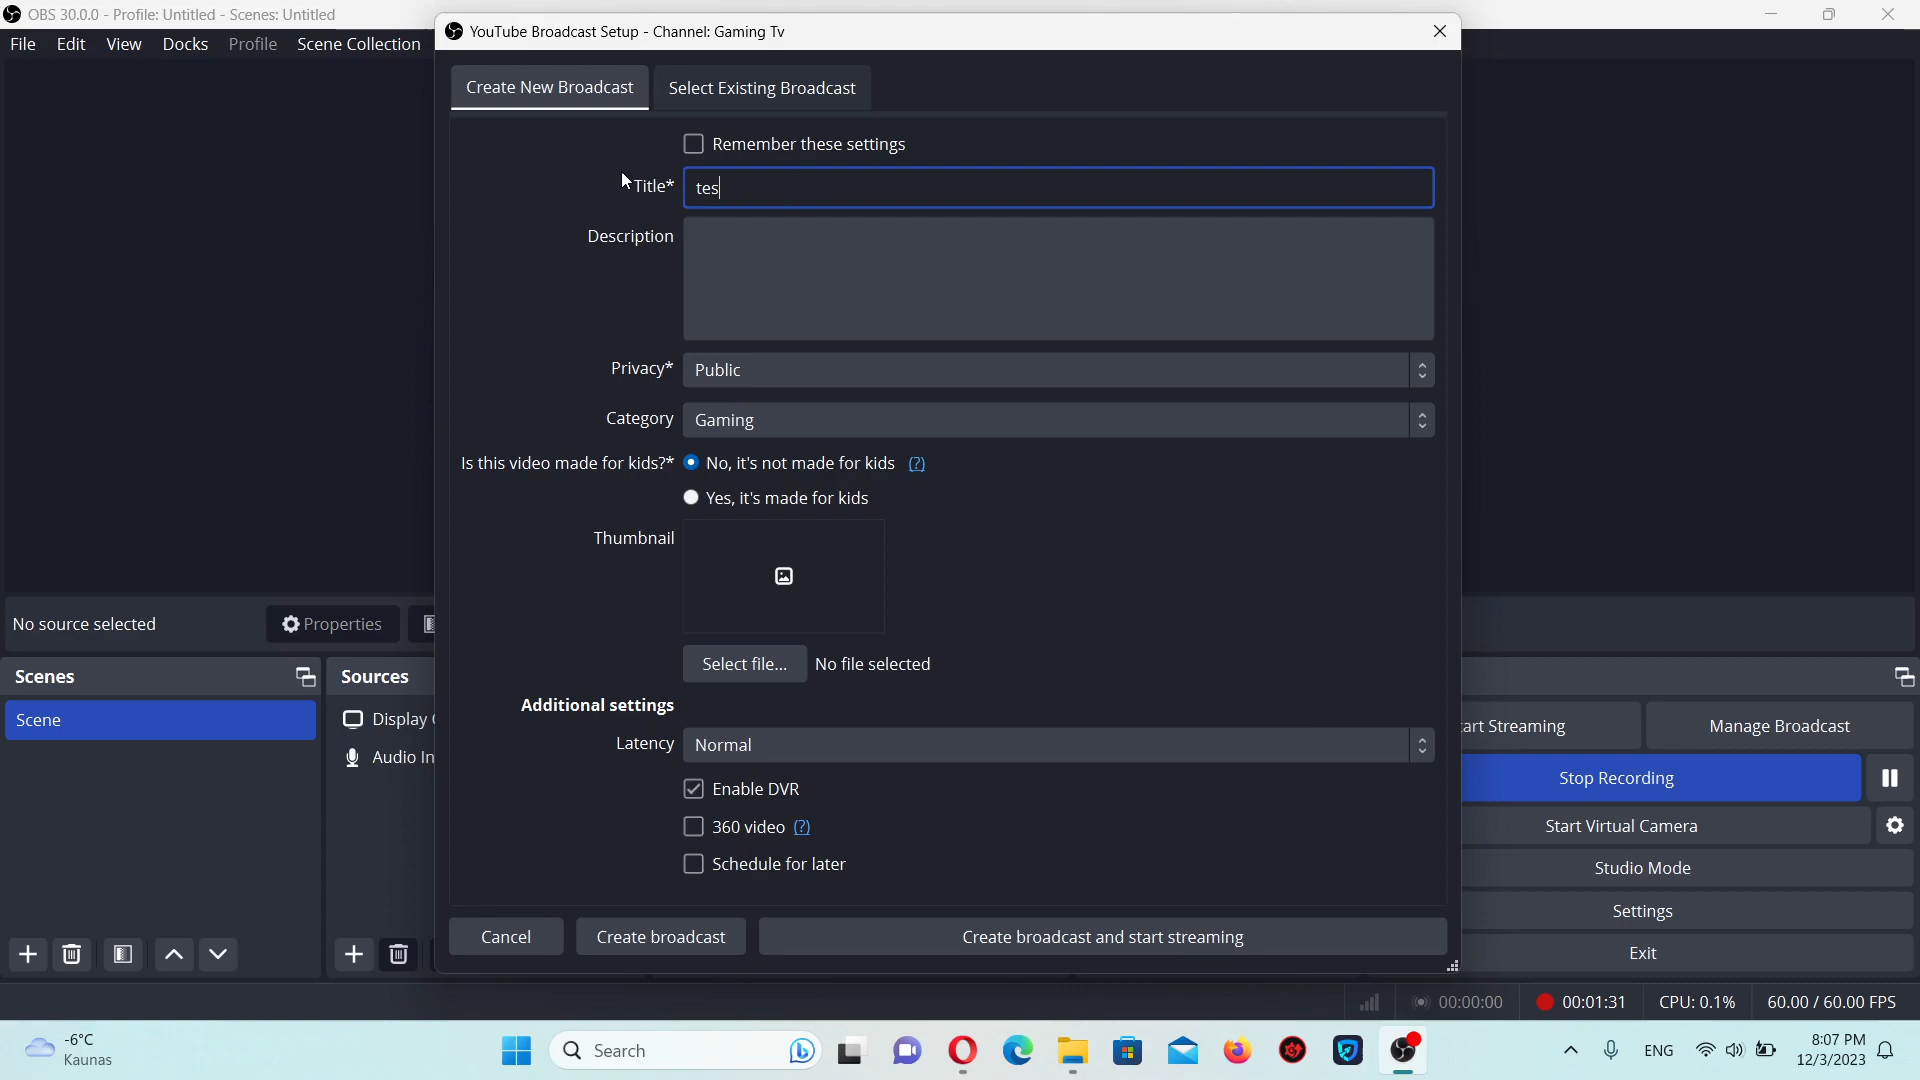 OBS 30.0.0 - Profile: Untitled - Scenes: Untitled
File Edit View Docks Profile Scene Collection
YouTube Broadcast Setup - Channel: Gaming Tv
Create New Broadcast Select Existing Broadcast
Remember these settings
Title* tes
Description
Privacy* Public
Category Gaming
Is this video made for kids?* No, it's not made for kids (?)
Yes, it's made for kids
Thumbnail
Select file... No file selected
Additional settings
Latency Normal
Enable DVR
360 video (?)
Schedule for later
Cancel Create broadcast Create broadcast and start streaming
No source selected Properties
Scenes
Scene
Sources
Display
Audio In
art Streaming Manage Broadcast
Stop Recording
Start Virtual Camera
Studio Mode
Settings
Exit
00:00:00 00:01:31 CPU: 0.1% 60.00 / 60.00 FPS
-6°C
Kaunas
Search
ENG
8:07 PM
12/3/2023